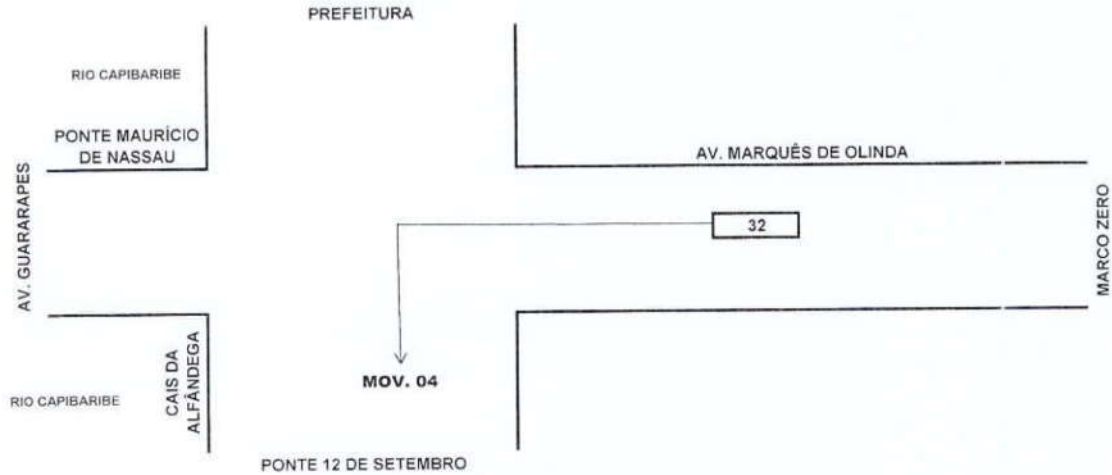 PREFEITURA
RIO CAPIBARIBE
PONTE MAURÍCIO
DE NASSAU
AV. MARQUÊS DE OLINDA
AV. GUARARAPES
32
MARCO ZERO
CAIS DA
ALFÂNDEGA
MOV. 04
RIO CAPIBARIBE
PONTE 12 DE SETEMBRO